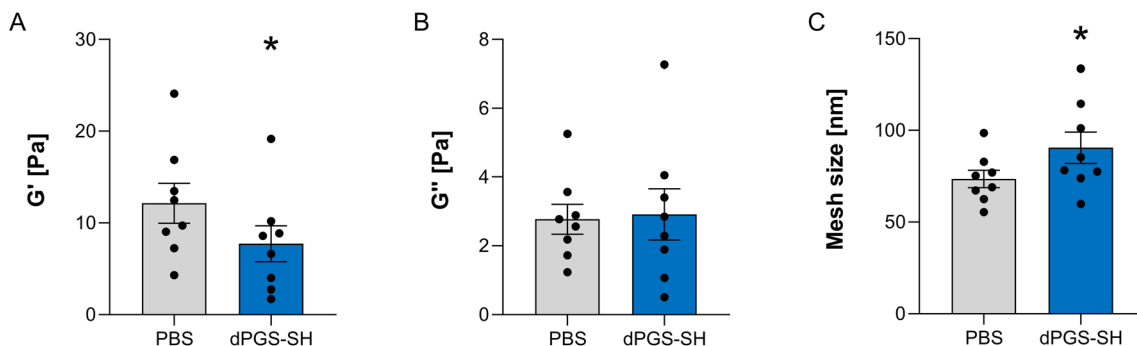 A
G' [Pa]
30
20
10
0
*
PBS
dPGS-SH
B
G'' [Pa]
8
6
4
2
0
PBS
dPGS-SH
C
Mesh size [nm]
150
100
50
0
*
PBS
dPGS-SH